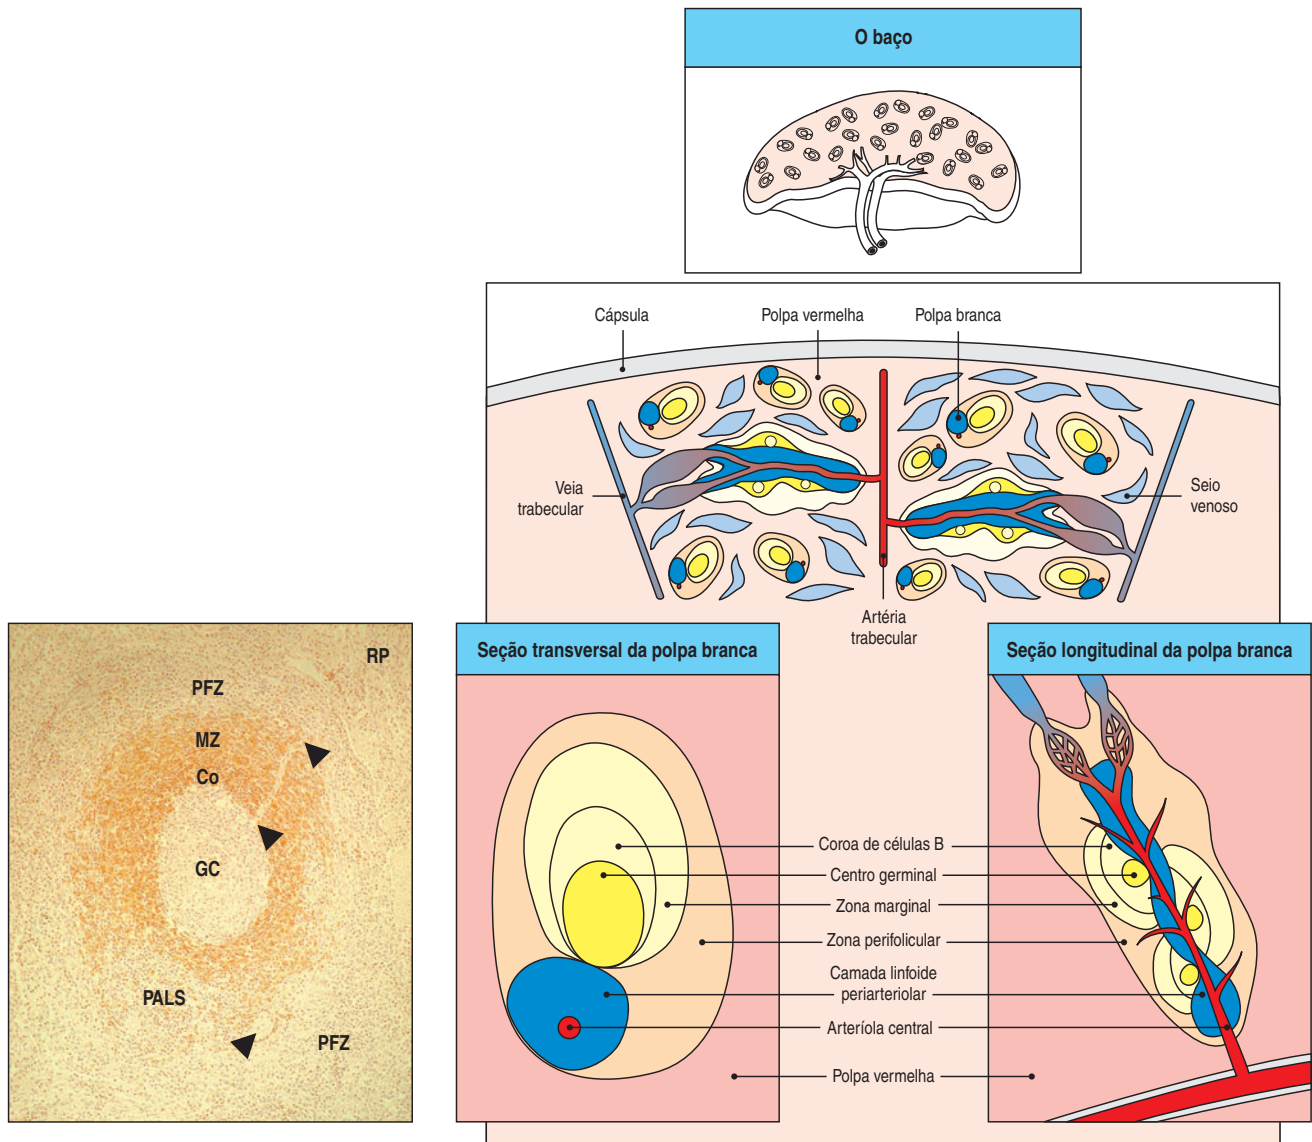 O baço
Cápsula
Polpa vermelha
Polpa branca
Veia
trabecular
Seio
venoso
Artéria
trabecular
RP
PFZ
MZ
Co
GC
PALS
PFZ
Seção transversal da polpa branca
Seção longitudinal da polpa branca
Coroa de células B
Centro germinal
Zona marginal
Zona perifolicular
Camada linfoide
periarteriolar
Arteríola central
Polpa vermelha